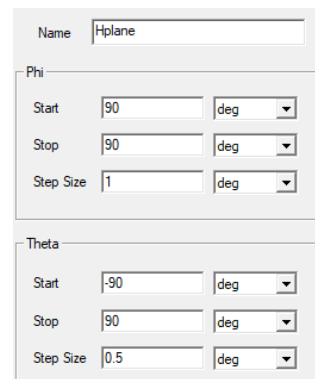 Name Hplane
Phi
Start 90 deg
Stop 90 deg
Step Size 1 deg
Theta
Start -90 deg
Stop 90 deg
Step Size 0.5 deg